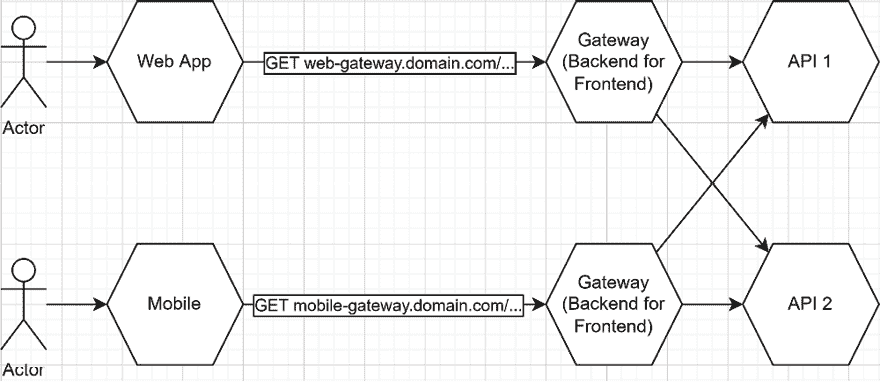 Web App
GET web-gateway.domain.com/...
Gateway
(Backend for
Frontend)
API 1
Actor
Mobile
GET mobile-gateway.domain.com/...
Gateway
(Backend for
Frontend)
API 2
Actor